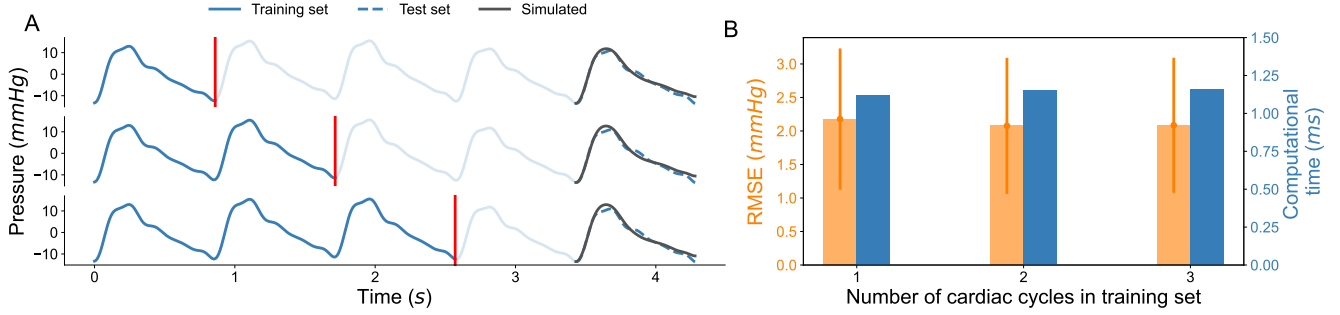 A
Training set
Test set
Simulated
Pressure (mmHg)
10
0
−10
10
0
−10
10
0
−10
0
1
2
3
4
Time (s)
B
RMSE (mmHg)
3.0
2.5
2.0
1.5
1.0
0.5
0.0
1
2
3
Number of cardiac cycles in training set
1.50
1.25
1.00
0.75
0.50
0.25
0.00
Computational
time (ms)